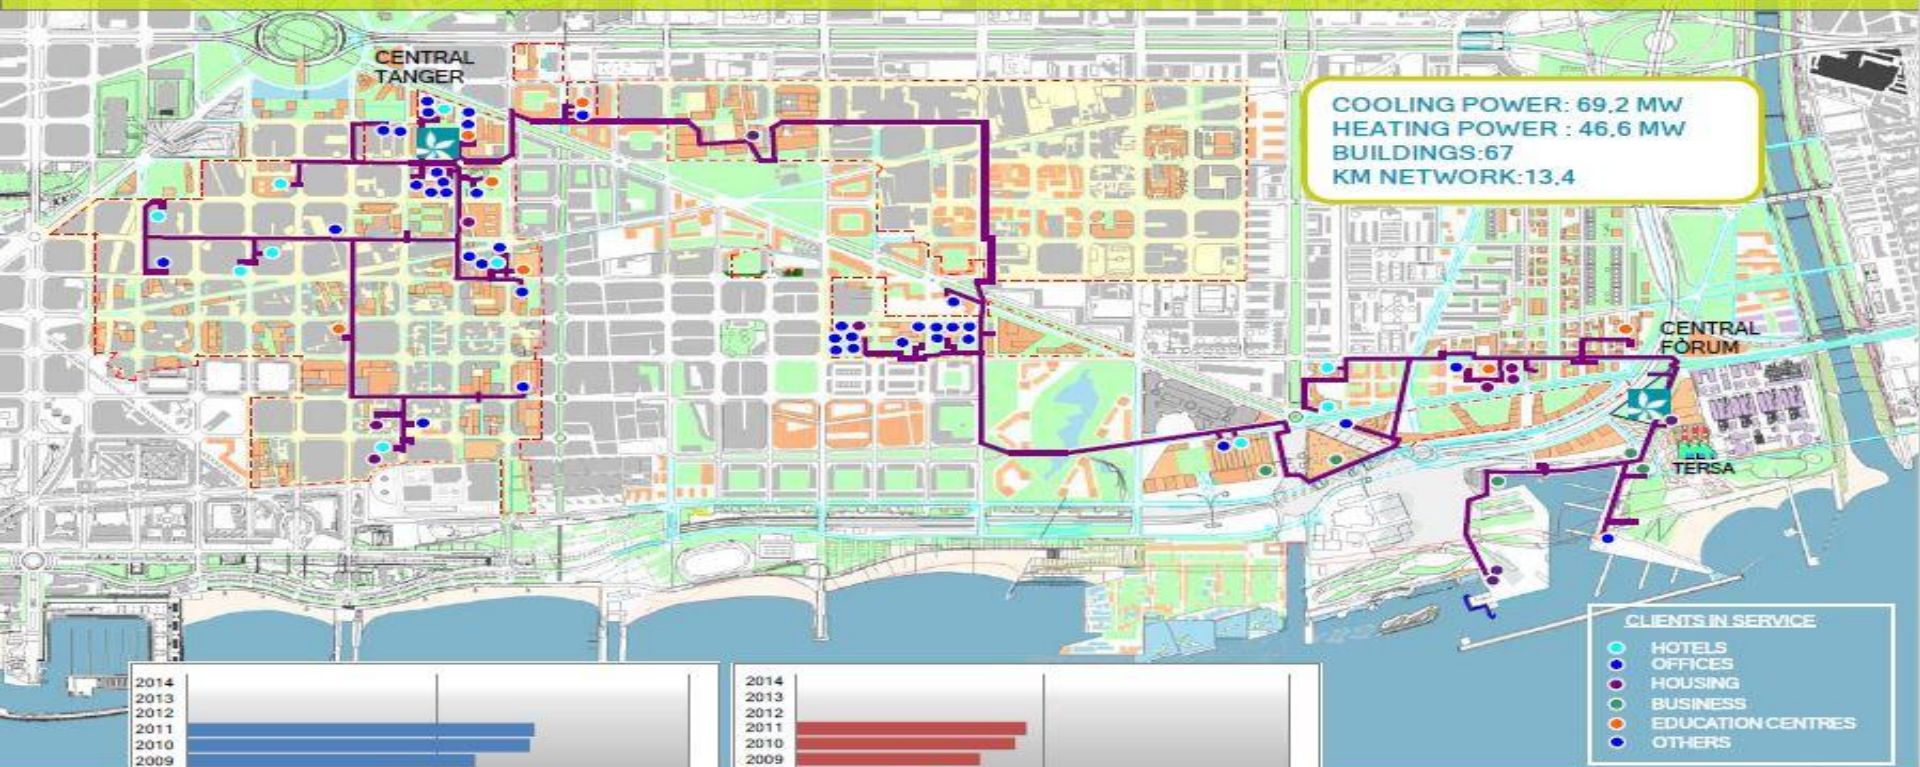 CENTRAL
TANGER
COOLING POWER: 69,2 MW
HEATING POWER : 46,6 MW
BUILDINGS:67
KM NETWORK:13,4
CENTRAL
FÒRUM
TERSA
CLIENTS IN SERVICE
HOTELS
OFFICES
HOUSING
BUSINESS
EDUCATION CENTRES
OTHERS
2014
2013
2012
2011
2010
2009
2014
2013
2012
2011
2010
2009